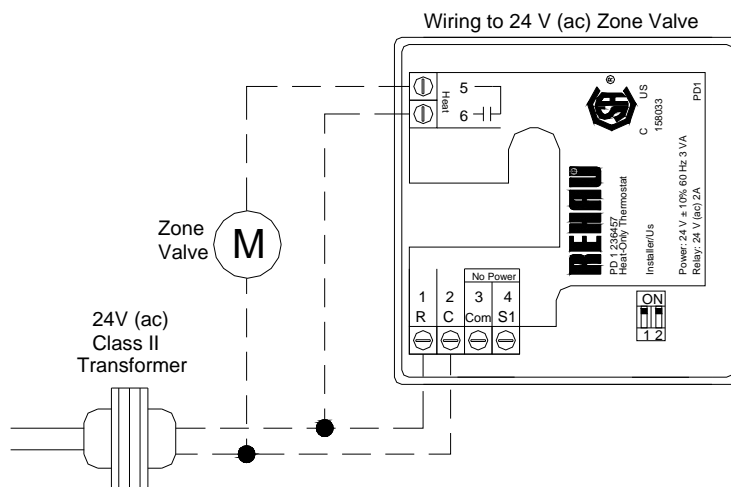 Wiring to 24 V (ac) Zone Valve
5
6
Heat
®
C
US
158033
PD1
REHAU
®
PD 1 236457
Heat-Only Thermostat
Installer/Us
Power: 24 V ± 10% 60 Hz 3 VA
Relay: 24 V (ac) 2A
Zone
Valve
M
No Power
1
2
3
4
R
C
Com
S1
ON
1 2
24V (ac)
Class II
Transformer